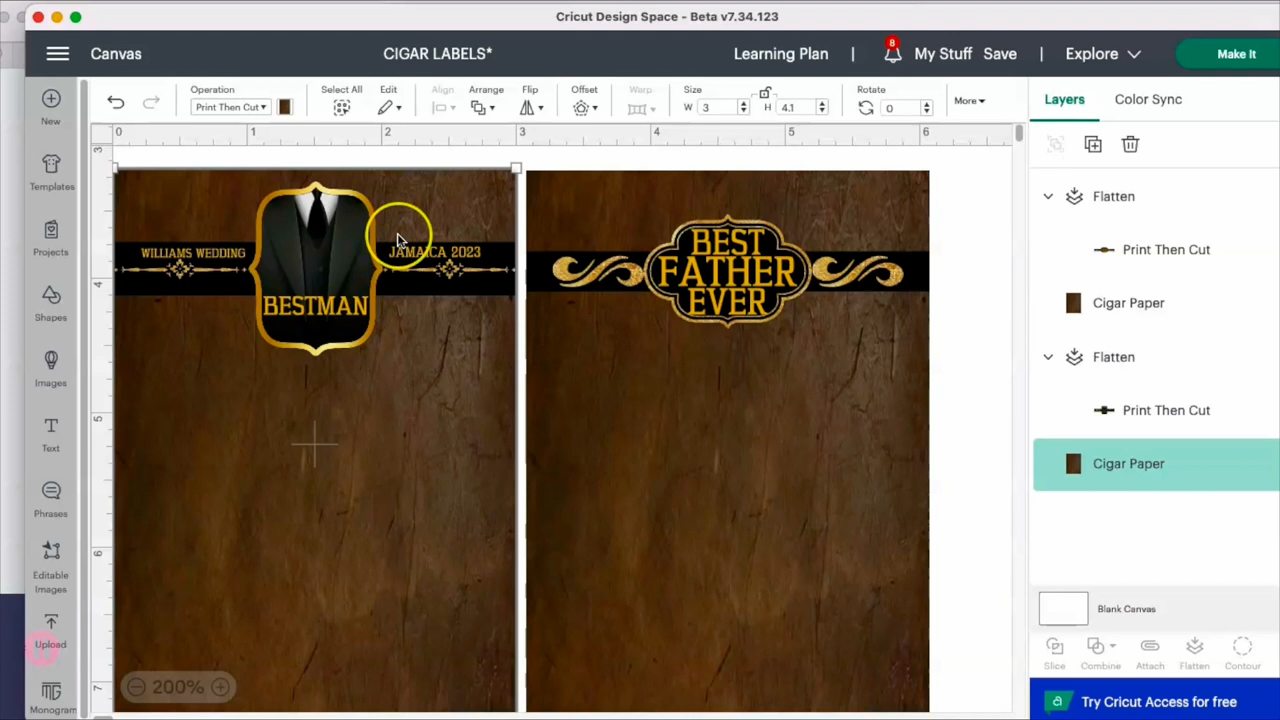 Cricut Design Space - Beta v7.34.123
Canvas
CIGAR LABELS*
Learning Plan
8
My Stuff
Save
Explore
Make It
Operation
Print Then Cut
Select All
Edit
Align
Arrange
Flip
Offset
Warp
Size
W 3
H 4.1
Rotate
0
More
Layers
Color Sync
New
Templates
Projects
Shapes
Images
Text
Phrases
Editable
Images
Upload
Monogram
0 1 2 3 4 5 6
3
4
5
6
7
WILLIAMS WEDDING
JAMAICA 2023
BESTMAN
BEST
FATHER
EVER
200%
Flatten
Print Then Cut
Cigar Paper
Flatten
Print Then Cut
Cigar Paper
Blank Canvas
Slice
Combine
Attach
Flatten
Contour
a
Try Cricut Access for free